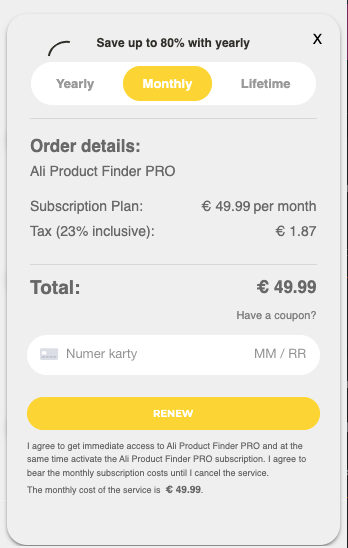 Save up to 80% with yearly
X
Yearly Monthly Lifetime
Order details:
Ali Product Finder PRO
Subscription Plan: € 49.99 per month
Tax (23% inclusive): € 1.87
Total: € 49.99
Have a coupon?
Numer karty MM / RR
RENEW
I agree to get immediate access to Ali Product Finder PRO and at the
same time activate the Ali Product Finder PRO subscription. I agree to
bear the monthly subscription costs until I cancel the service.
The monthly cost of the service is € 49.99.